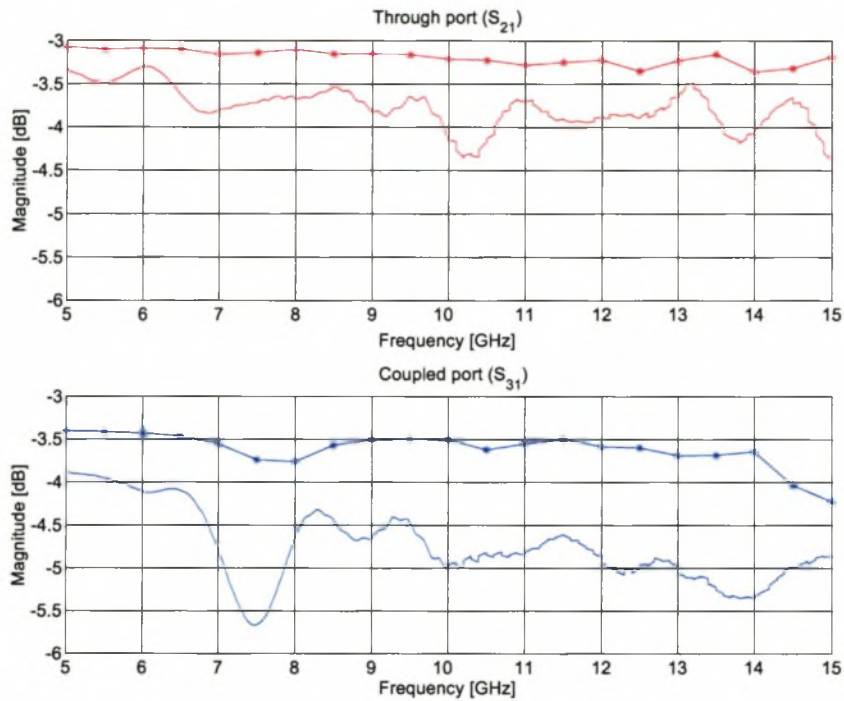 Through port (S21)
Magnitude [dB]
-3
-3.5
-4
-4.5
-5
-5.5
-6
5 6 7 8 9 10 11 12 13 14 15
Frequency [GHz]
Coupled port (S31)
Magnitude [dB]
-3
-3.5
-4
-4.5
-5
-5.5
-6
5 6 7 8 9 10 11 12 13 14 15
Frequency [GHz]